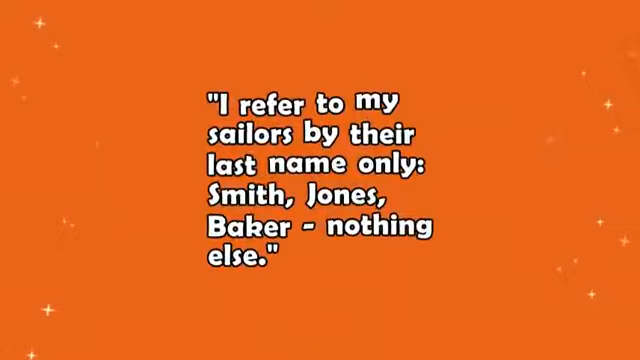 "I refer to my
sailors by their
last name only:
Smith, Jones,
Baker - nothing
else."